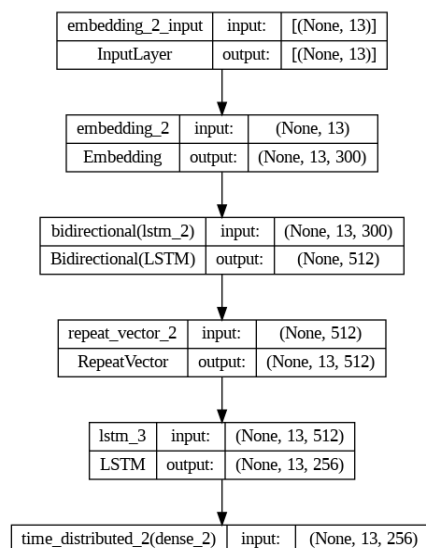 embedding_2_input input: [(None, 13)]
InputLayer output: [(None, 13)]
embedding_2 input: (None, 13)
Embedding output: (None, 13, 300)
bidirectional(lstm_2) input: (None, 13, 300)
Bidirectional(LSTM) output: (None, 512)
repeat_vector_2 input: (None, 512)
RepeatVector output: (None, 13, 512)
lstm_3 input: (None, 13, 512)
LSTM output: (None, 13, 256)
time_distributed_2(dense_2) input: (None, 13, 256)